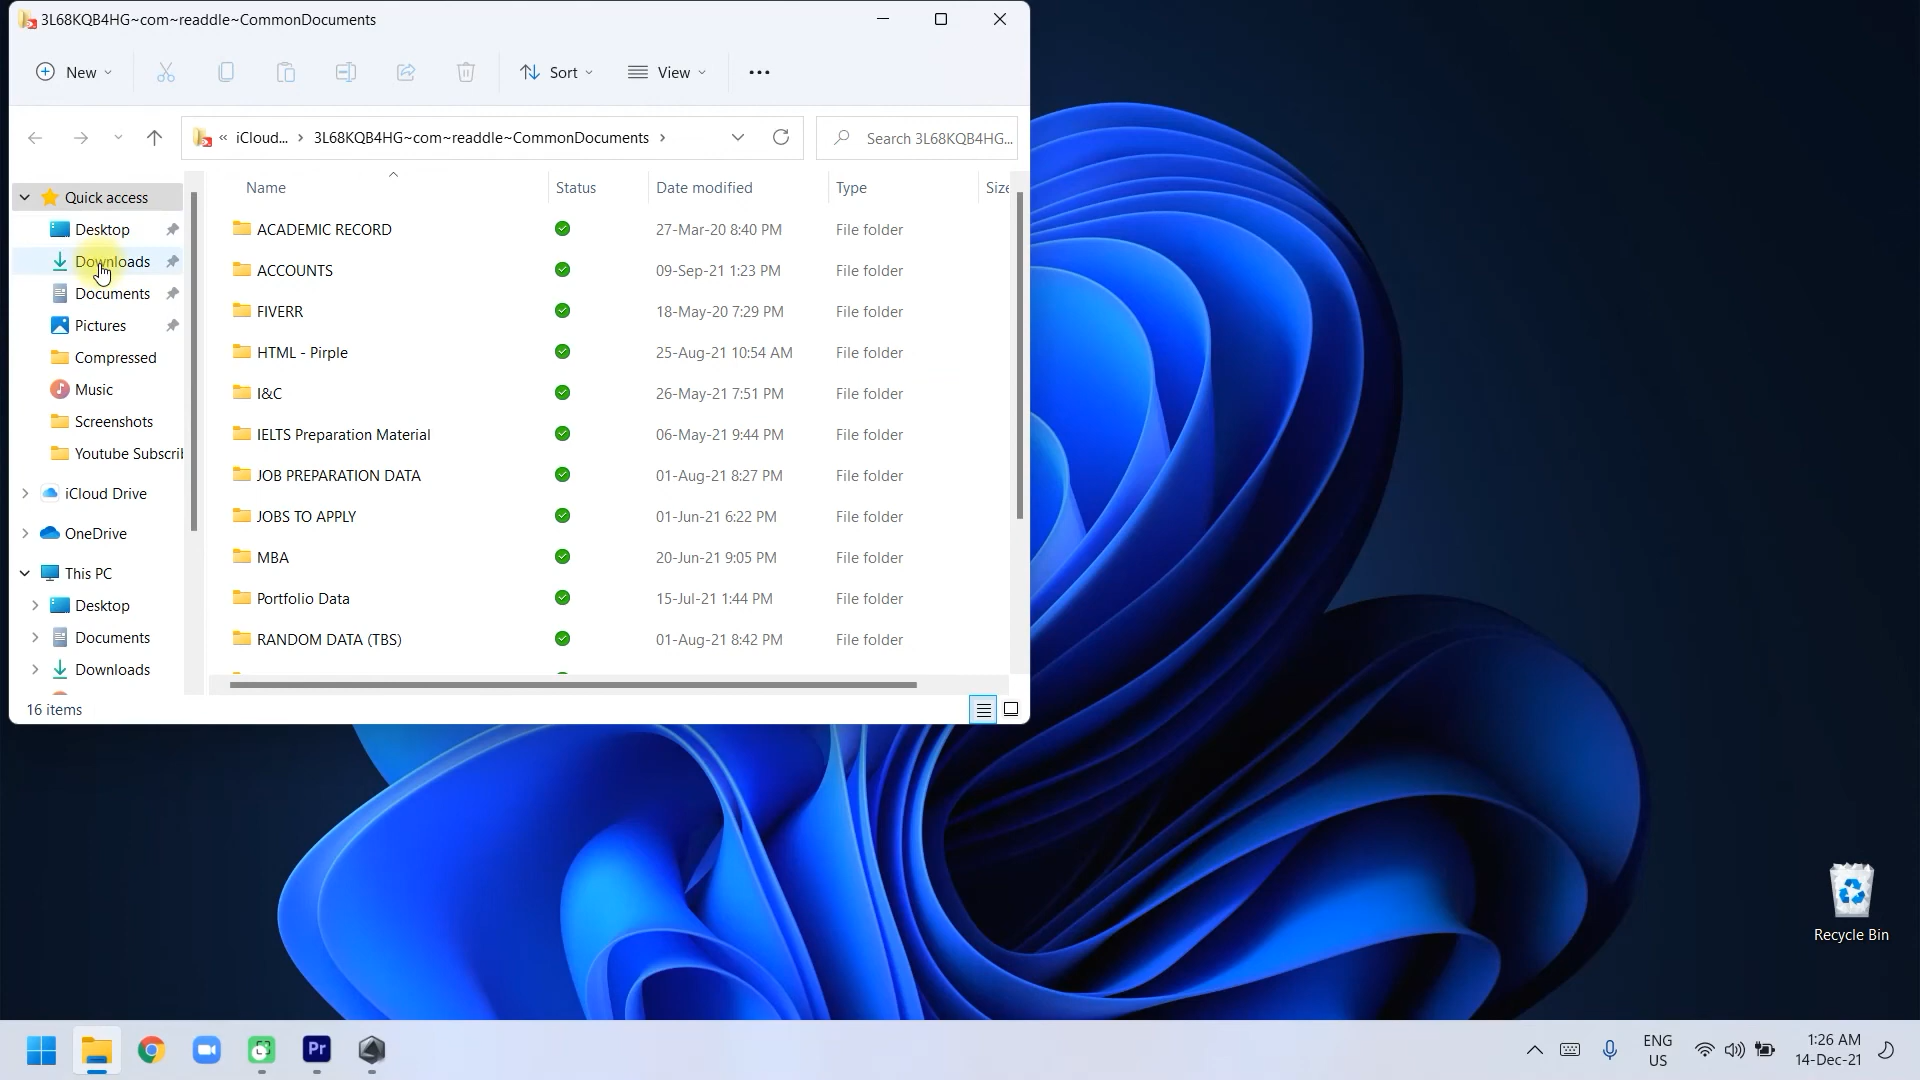 3L68KQB4HG~com~readdle~CommonDocuments
New
Sort
View
« iCloud... > 3L68KQB4HG~com~readdle~CommonDocuments >
Search 3L68KQB4HG...
Name Status Date modified Type Size
Quick access
Desktop
Downloads
Documents
Pictures
Compressed
Music
Screenshots
Youtube Subscrib
iCloud Drive
OneDrive
This PC
Desktop
Documents
Downloads
ACADEMIC RECORD 27-Mar-20 8:40 PM File folder
ACCOUNTS 09-Sep-21 1:23 PM File folder
FIVERR 18-May-20 7:29 PM File folder
HTML - Pirple 25-Aug-21 10:54 AM File folder
I&C 26-May-21 7:51 PM File folder
IELTS Preparation Material 06-May-21 9:44 PM File folder
JOB PREPARATION DATA 01-Aug-21 8:27 PM File folder
JOBS TO APPLY 01-Jun-21 6:22 PM File folder
MBA 20-Jun-21 9:05 PM File folder
Portfolio Data 15-Jul-21 1:44 PM File folder
RANDOM DATA (TBS) 01-Aug-21 8:42 PM File folder
16 items
Recycle Bin
Pr
ENG
US
1:26 AM
14-Dec-21